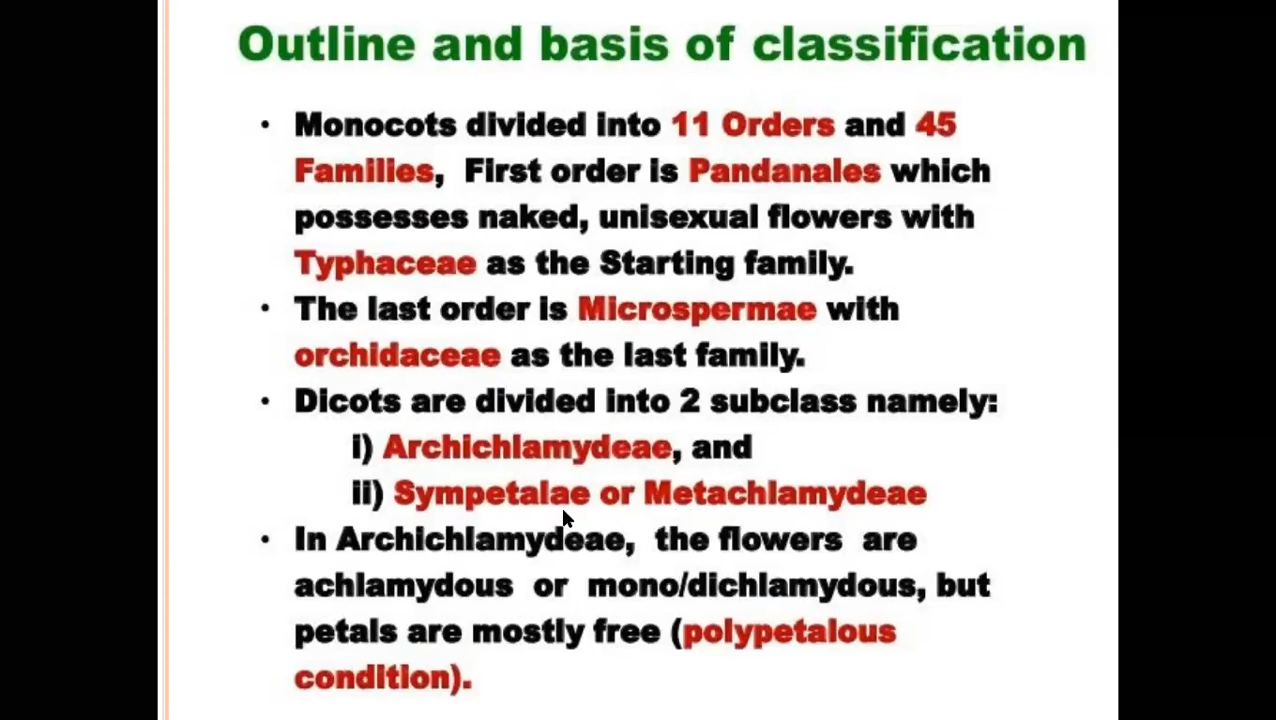 Outline and basis of classification
• Monocots divided into 11 Orders and 45
Families, First order is Pandanales which
possesses naked, unisexual flowers with
Typhaceae as the Starting family.
• The last order is Microspermae with
orchidaceae as the last family.
• Dicots are divided into 2 subclass namely:
i) Archichlamydeae, and
ii) Sympetalae or Metachlamydeae
• In Archichlamydeae, the flowers are
achlamydous or mono/dichlamydous, but
petals are mostly free (polypetalous
condition).